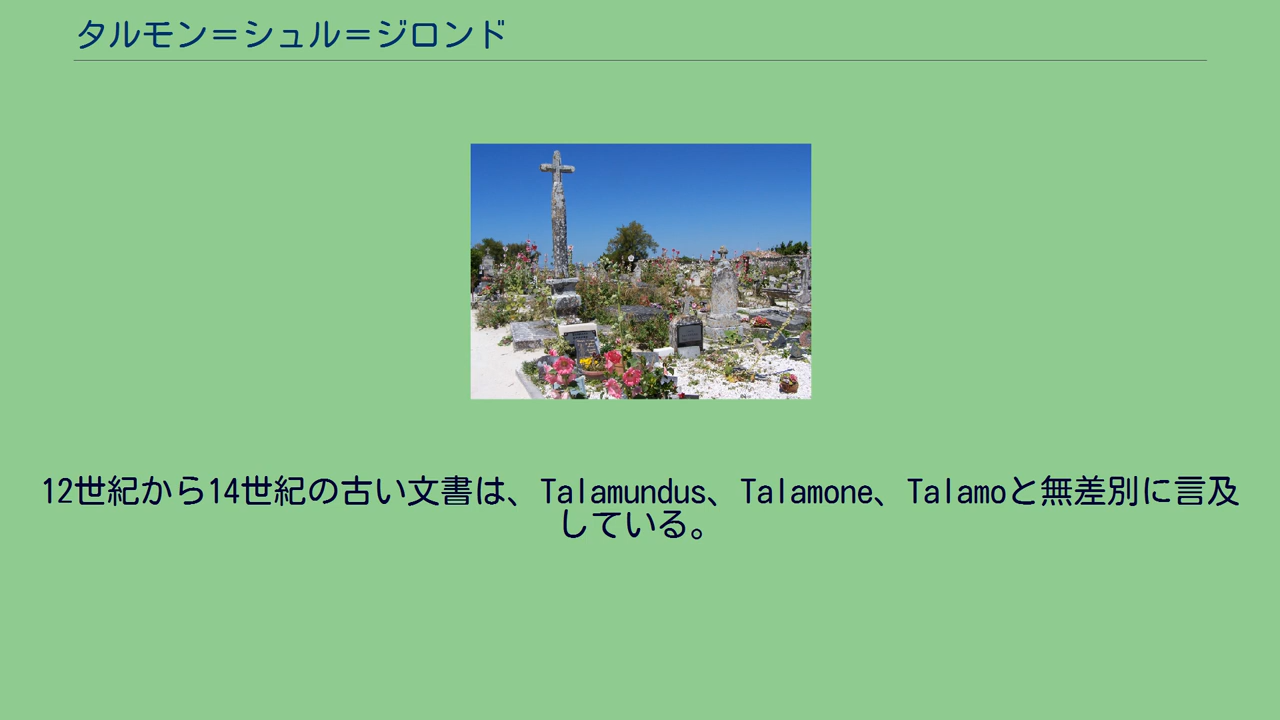 タルモン＝シュル＝ジロンド
12世紀から14世紀の古い文書は、Talamundus、Talamone、Talamoと無差別に言及
している。